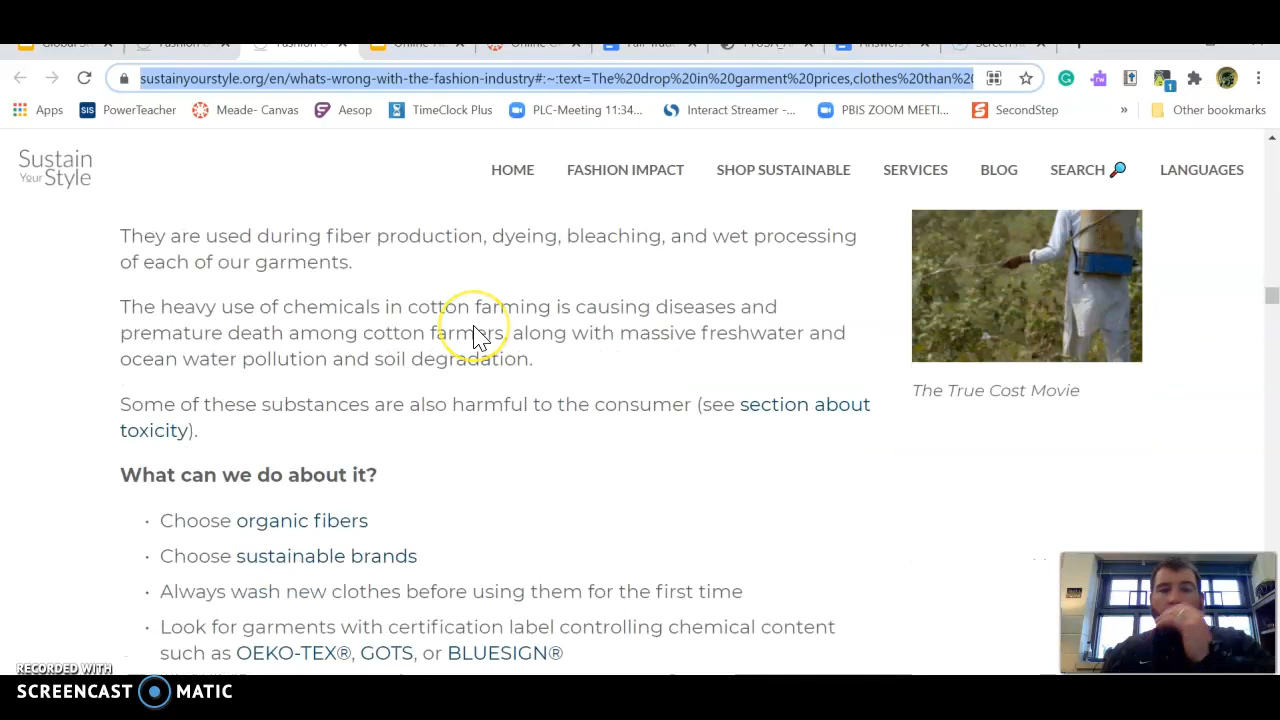 sustainyourstyle.org/en/whats-wrong-with-the-fashion-industry#:~:text=The%20drop%20in%20garment%20prices,clothes%20than%20
Apps PowerTeacher Meade- Canvas Aesop TimeClock Plus PLC-Meeting 11:34... Interact Streamer -... PBIS ZOOM MEETI... SecondStep » Other bookmarks
Sustain
Your Style
HOME FASHION IMPACT SHOP SUSTAINABLE SERVICES BLOG SEARCH LANGUAGES
They are used during fiber production, dyeing, bleaching, and wet processing
of each of our garments.
The heavy use of chemicals in cotton farming is causing diseases and
premature death among cotton farmers, along with massive freshwater and
ocean water pollution and soil degradation.
The True Cost Movie
Some of these substances are also harmful to the consumer (see section about
toxicity).
What can we do about it?
• Choose organic fibers
• Choose sustainable brands
• Always wash new clothes before using them for the first time
• Look for garments with certification label controlling chemical content
such as OEKO-TEX®, GOTS, or BLUESIGN®
RECORDED WITH
SCREENCAST MATIC